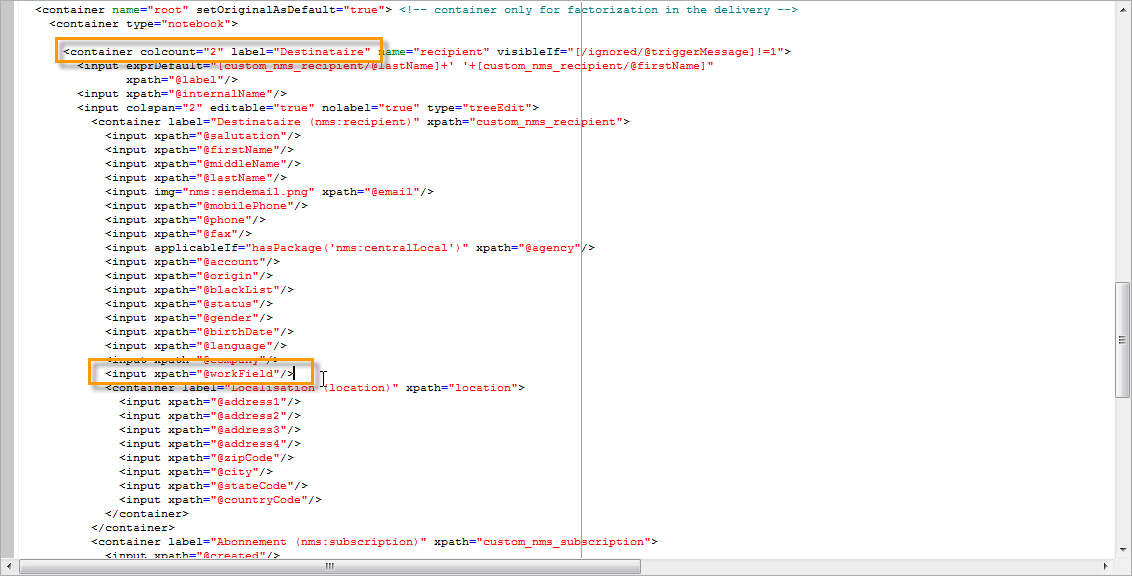 <container name="root" setOriginalAsDefault="true"> <!-- container only for factorization in the delivery -->
<container type="notebook">
<container colcount="2" label="Destinataire" name="recipient" visibleIf="[/ignored/@triggerMessage]!=1">
<input exprDefault="[custom_nms_recipient/@lastName]+' '+[custom_nms_recipient/@firstName]"
xpath="@label"/>
<input xpath="@internalName"/>
<input colspan="2" editable="true" nolabel="true" type="treeEdit">
<container label="Destinataire (nms:recipient)" xpath="custom_nms_recipient">
<input xpath="@salutation"/>
<input xpath="@firstName"/>
<input xpath="@middleName"/>
<input xpath="@lastName"/>
<input img="nms:sendemail.png" xpath="@email"/>
<input xpath="@mobilePhone"/>
<input xpath="@phone"/>
<input xpath="@fax"/>
<input applicableIf="hasPackage('nms:centralLocal')" xpath="@agency"/>
<input xpath="@account"/>
<input xpath="@origin"/>
<input xpath="@blackList"/>
<input xpath="@status"/>
<input xpath="@gender"/>
<input xpath="@birthDate"/>
<input xpath="@language"/>
<input xpath="@company"/>
<input xpath="@workField"/>
<container label="Localisation (location)" xpath="location">
<input xpath="@address1"/>
<input xpath="@address2"/>
<input xpath="@address3"/>
<input xpath="@address4"/>
<input xpath="@zipCode"/>
<input xpath="@city"/>
<input xpath="@stateCode"/>
<input xpath="@countryCode"/>
</container>
</container>
<container label="Abonnement (nms:subscription)" xpath="custom_nms_subscription">
<input xpath="@created"/>